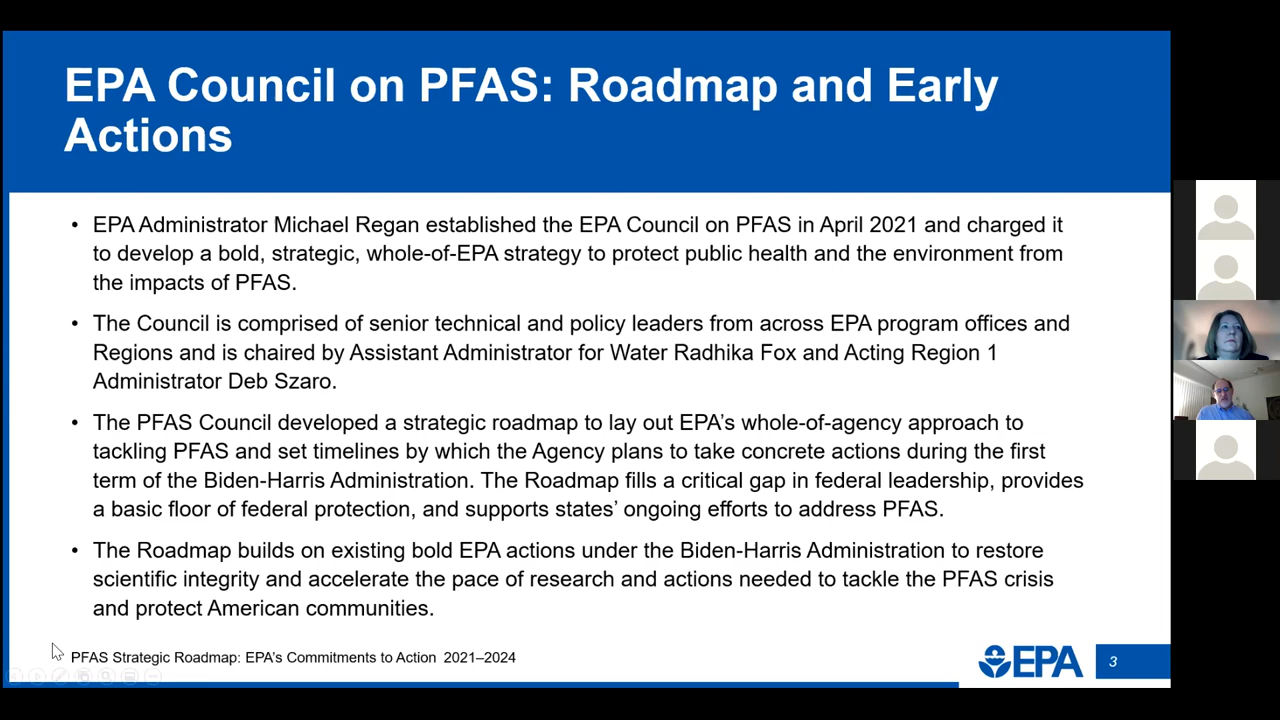 EPA Council on PFAS: Roadmap and Early
Actions
• EPA Administrator Michael Regan established the EPA Council on PFAS in April 2021 and charged it
to develop a bold, strategic, whole-of-EPA strategy to protect public health and the environment from
the impacts of PFAS.
• The Council is comprised of senior technical and policy leaders from across EPA program offices and
Regions and is chaired by Assistant Administrator for Water Radhika Fox and Acting Region 1
Administrator Deb Szaro.
• The PFAS Council developed a strategic roadmap to lay out EPA’s whole-of-agency approach to
tackling PFAS and set timelines by which the Agency plans to take concrete actions during the first
term of the Biden-Harris Administration. The Roadmap fills a critical gap in federal leadership, provides
a basic floor of federal protection, and supports states’ ongoing efforts to address PFAS.
• The Roadmap builds on existing bold EPA actions under the Biden-Harris Administration to restore
scientific integrity and accelerate the pace of research and actions needed to tackle the PFAS crisis
and protect American communities.
PFAS Strategic Roadmap: EPA’s Commitments to Action 2021–2024
EPA
3